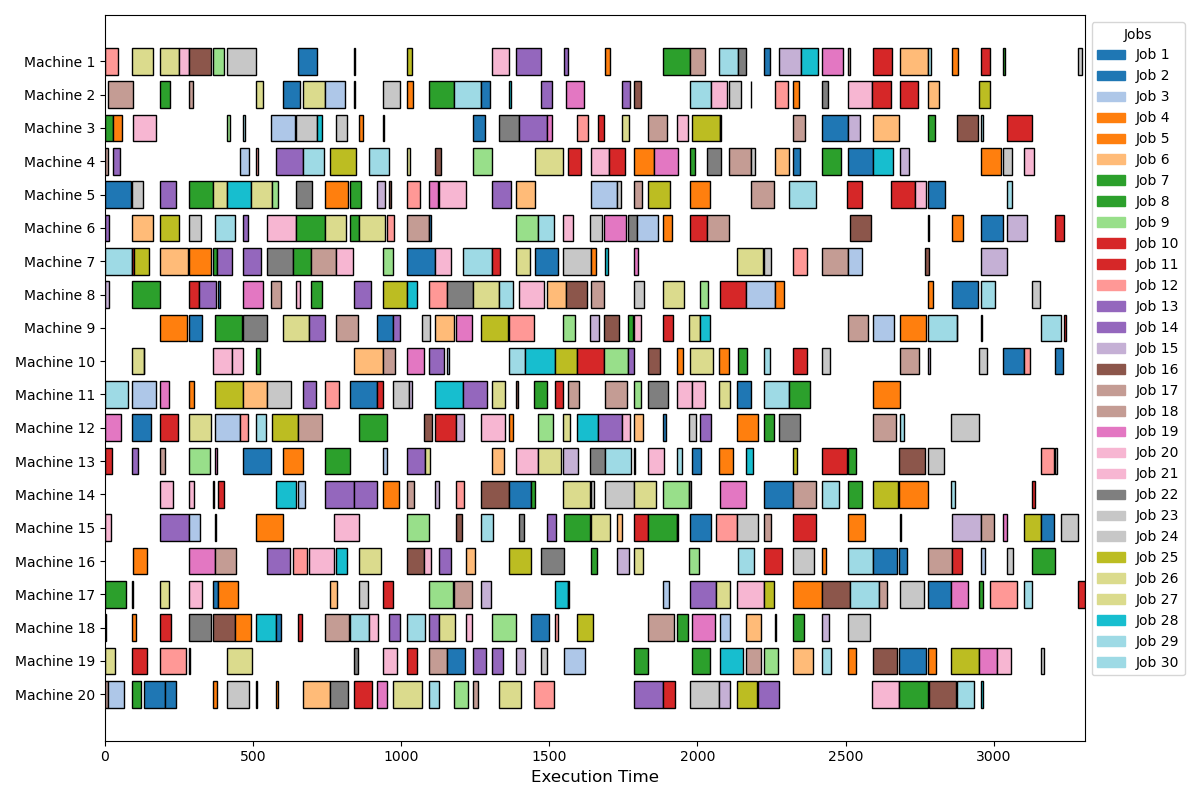 Machine 1
Machine 2
Machine 3
Machine 4
Machine 5
Machine 6
Machine 7
Machine 8
Machine 9
Machine 10
Machine 11
Machine 12
Machine 13
Machine 14
Machine 15
Machine 16
Machine 17
Machine 18
Machine 19
Machine 20
0 500 1000 1500 2000 2500 3000
Execution Time
Jobs
Job 1
Job 2
Job 3
Job 4
Job 5
Job 6
Job 7
Job 8
Job 9
Job 10
Job 11
Job 12
Job 13
Job 14
Job 15
Job 16
Job 17
Job 18
Job 19
Job 20
Job 21
Job 22
Job 23
Job 24
Job 25
Job 26
Job 27
Job 28
Job 29
Job 30